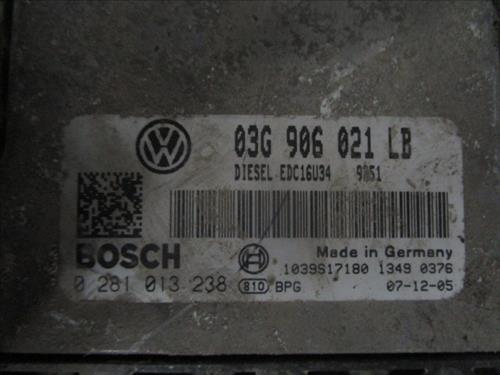 03G 906 021 LB
DIESEL EDC16U34
BOSCH
Made in Germany
1039S17180 1349 0376
0 281 013 238 810 BPG 07-12-05